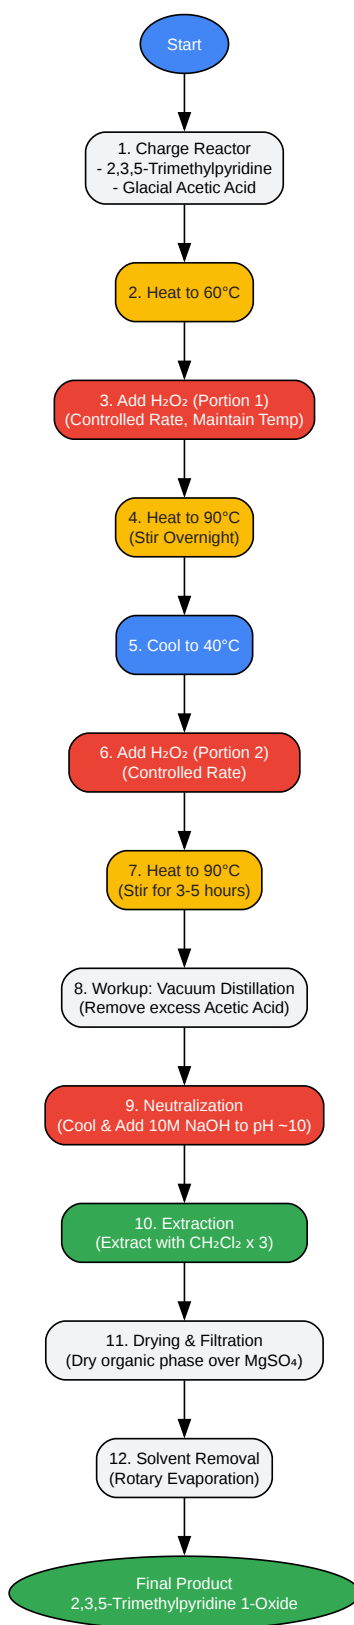 Start
1. Charge Reactor
- 2,3,5-Trimethylpyridine
- Glacial Acetic Acid
2. Heat to 60°C
3. Add H₂O₂ (Portion 1)
(Controlled Rate, Maintain Temp)
4. Heat to 90°C
(Stir Overnight)
5. Cool to 40°C
6. Add H₂O₂ (Portion 2)
(Controlled Rate)
7. Heat to 90°C
(Stir for 3-5 hours)
8. Workup: Vacuum Distillation
(Remove excess Acetic Acid)
9. Neutralization
(Cool & Add 10M NaOH to pH ~10)
10. Extraction
(Extract with CH₂Cl₂ x 3)
11. Drying & Filtration
(Dry organic phase over MgSO₄)
12. Solvent Removal
(Rotary Evaporation)
Final Product
2,3,5-Trimethylpyridine 1-Oxide